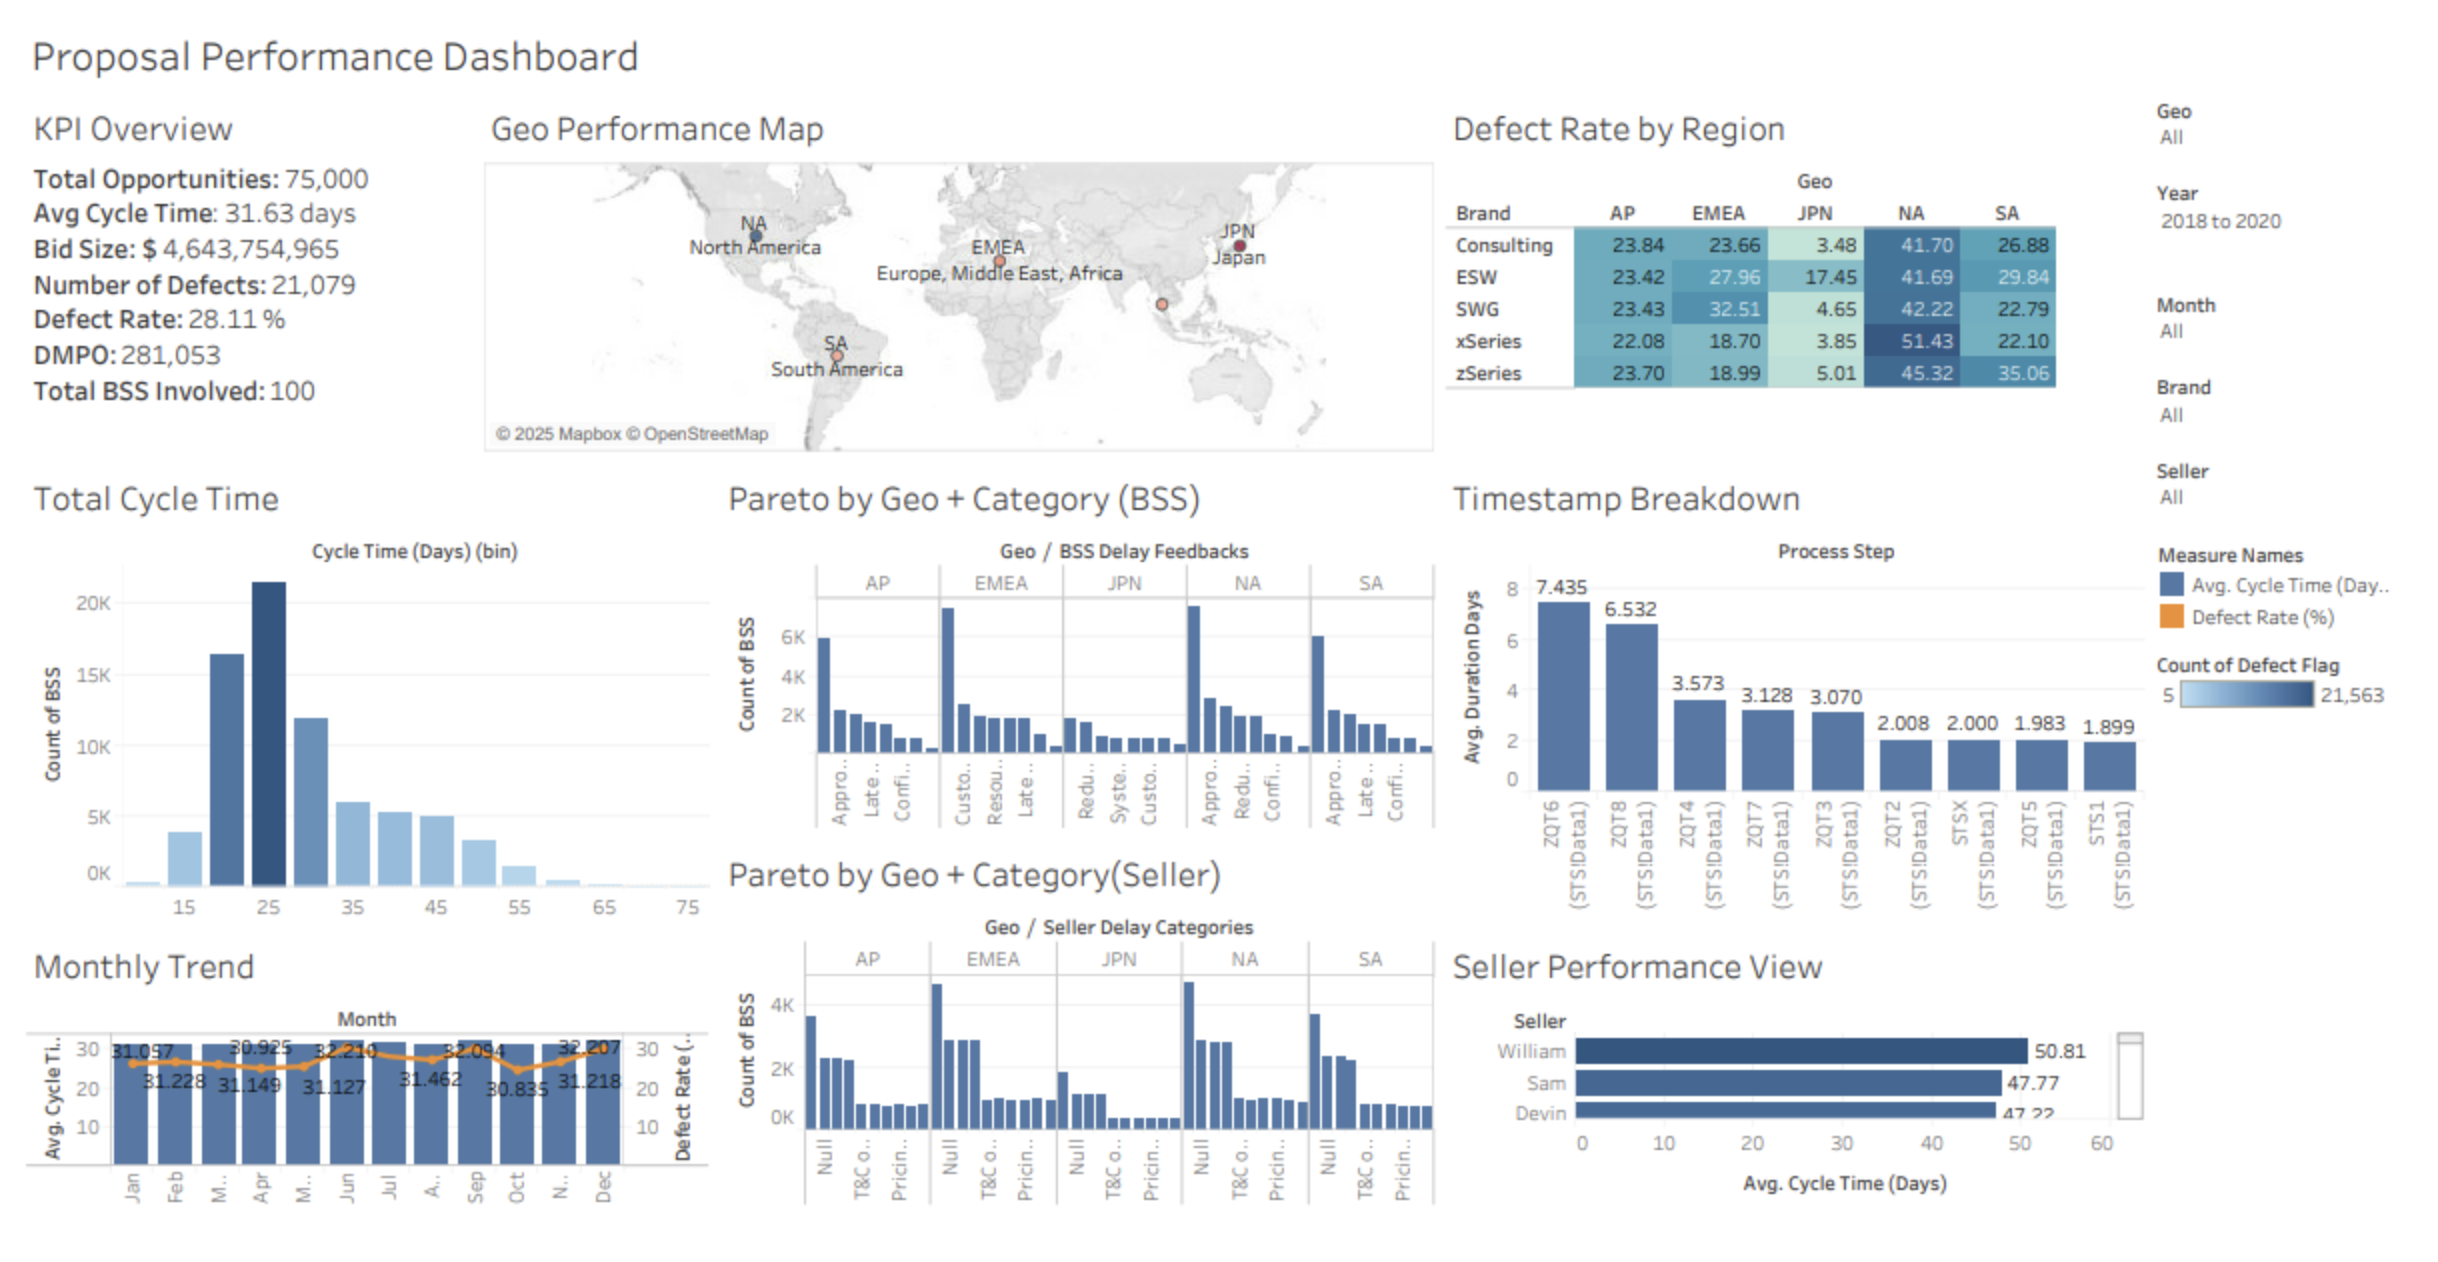 Proposal Performance Dashboard
KPI Overview
Total Opportunities: 75,000
Avg Cycle Time: 31.63 days
Bid Size: $ 4,643,754,965
Number of Defects: 21,079
Defect Rate: 28.11 %
DMPO: 281,053
Total BSS Involved: 100
Geo Performance Map
NA
North America
EMEA
Europe, Middle East, Africa
JPN
Japan
SA
South America
© 2025 Mapbox © OpenStreetMap
Defect Rate by Region
Geo
Brand AP EMEA JPN NA SA
Consulting 23.84 23.66 3.48 41.70 26.88
ESW 23.42 27.96 17.45 41.69 29.84
SWG 23.43 32.51 4.65 42.22 22.79
xSeries 22.08 18.70 3.85 51.43 22.10
zSeries 23.70 18.99 5.01 45.32 35.06
Geo
All
Year
2018 to 2020
Month
All
Brand
All
Seller
All
Measure Names
Avg. Cycle Time (Day..
Defect Rate (%)
Count of Defect Flag
5 21,563
Total Cycle Time
Cycle Time (Days) (bin)
Count of BSS
20K
15K
10K
5K
0K
15 25 35 45 55 65 75
Pareto by Geo + Category (BSS)
Geo / BSS Delay Feedbacks
AP EMEA JPN NA SA
Count of BSS
6K
4K
2K
Appro.. Late .. Confi.. Custo.. Resou.. Late .. Redu.. Syste.. Custo.. Appro.. Redu.. Confi.. Appro.. Late .. Confi..
Timestamp Breakdown
Process Step
Avg. Duration Days
8
6
4
2
0
7.435 6.532 3.573 3.128 3.070 2.008 2.000 1.983 1.899
ZQT6 (STS!Data1)
ZQT8 (STS!Data1)
ZQT4 (STS!Data1)
ZQT7 (STS!Data1)
ZQT3 (STS!Data1)
ZQT2 (STS!Data1)
STSX (STS!Data1)
ZQT5 (STS!Data1)
STS1 (STS!Data1)
Pareto by Geo + Category(Seller)
Geo / Seller Delay Categories
AP EMEA JPN NA SA
Count of BSS
4K
2K
0K
Null T&C o.. Pricin.. Null T&C o.. Pricin.. Null T&C o.. Pricin.. Null T&C o.. Pricin.. Null T&C o.. Pricin..
Monthly Trend
Month
Avg. Cycle Ti..
30
20
10
31.057 30.925 32.210 32.094 32.207
31.228 31.149 31.127 31.462 30.835 31.218
30
20
10
Defect Rate (..
Jan Feb M.. Apr M.. Jun Jul A.. Sep Oct N.. Dec
Seller Performance View
Seller
William 50.81
Sam 47.77
Devin 47.22
0 10 20 30 40 50 60
Avg. Cycle Time (Days)